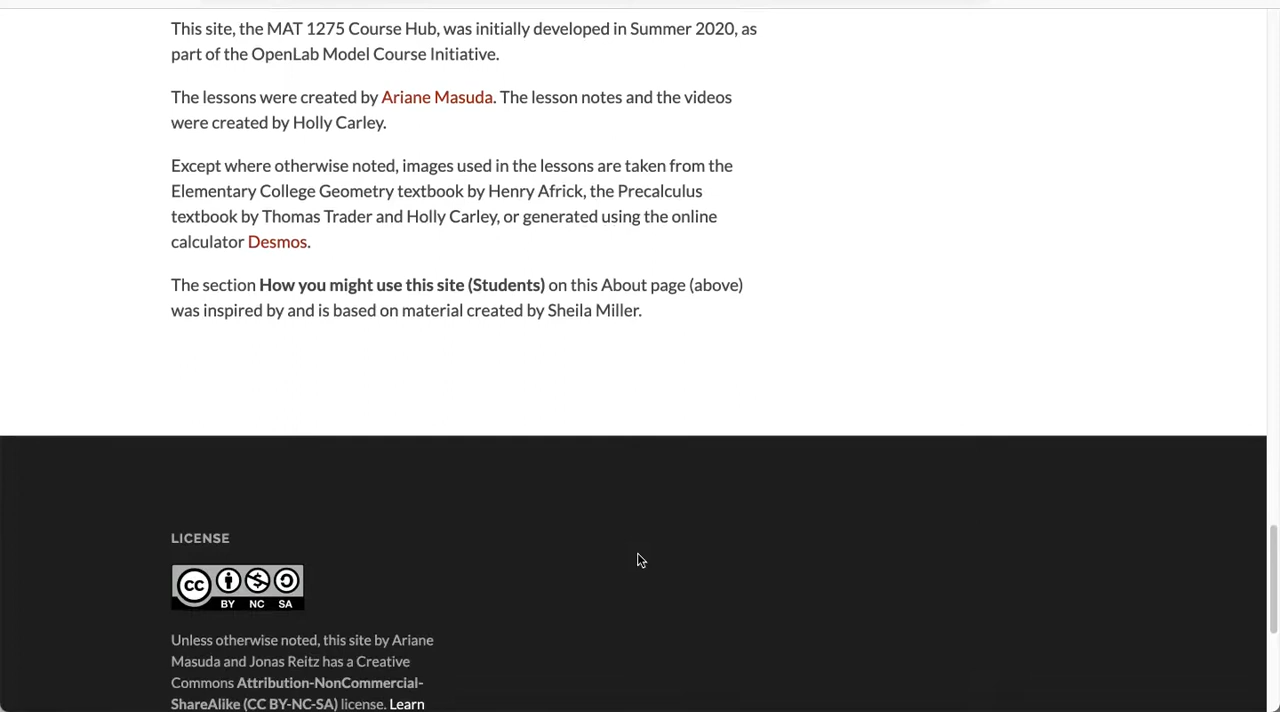 This site, the MAT 1275 Course Hub, was initially developed in Summer 2020, as
part of the OpenLab Model Course Initiative.
The lessons were created by Ariane Masuda. The lesson notes and the videos
were created by Holly Carley.
Except where otherwise noted, images used in the lessons are taken from the
Elementary College Geometry textbook by Henry Africk, the Precalculus
textbook by Thomas Trader and Holly Carley, or generated using the online
calculator Desmos.
The section How you might use this site (Students) on this About page (above)
was inspired by and is based on material created by Sheila Miller.
LICENSE
CC BY NC SA
Unless otherwise noted, this site by Ariane
Masuda and Jonas Reitz has a Creative
Commons Attribution-NonCommercial-
ShareAlike (CC BY-NC-SA) license. Learn